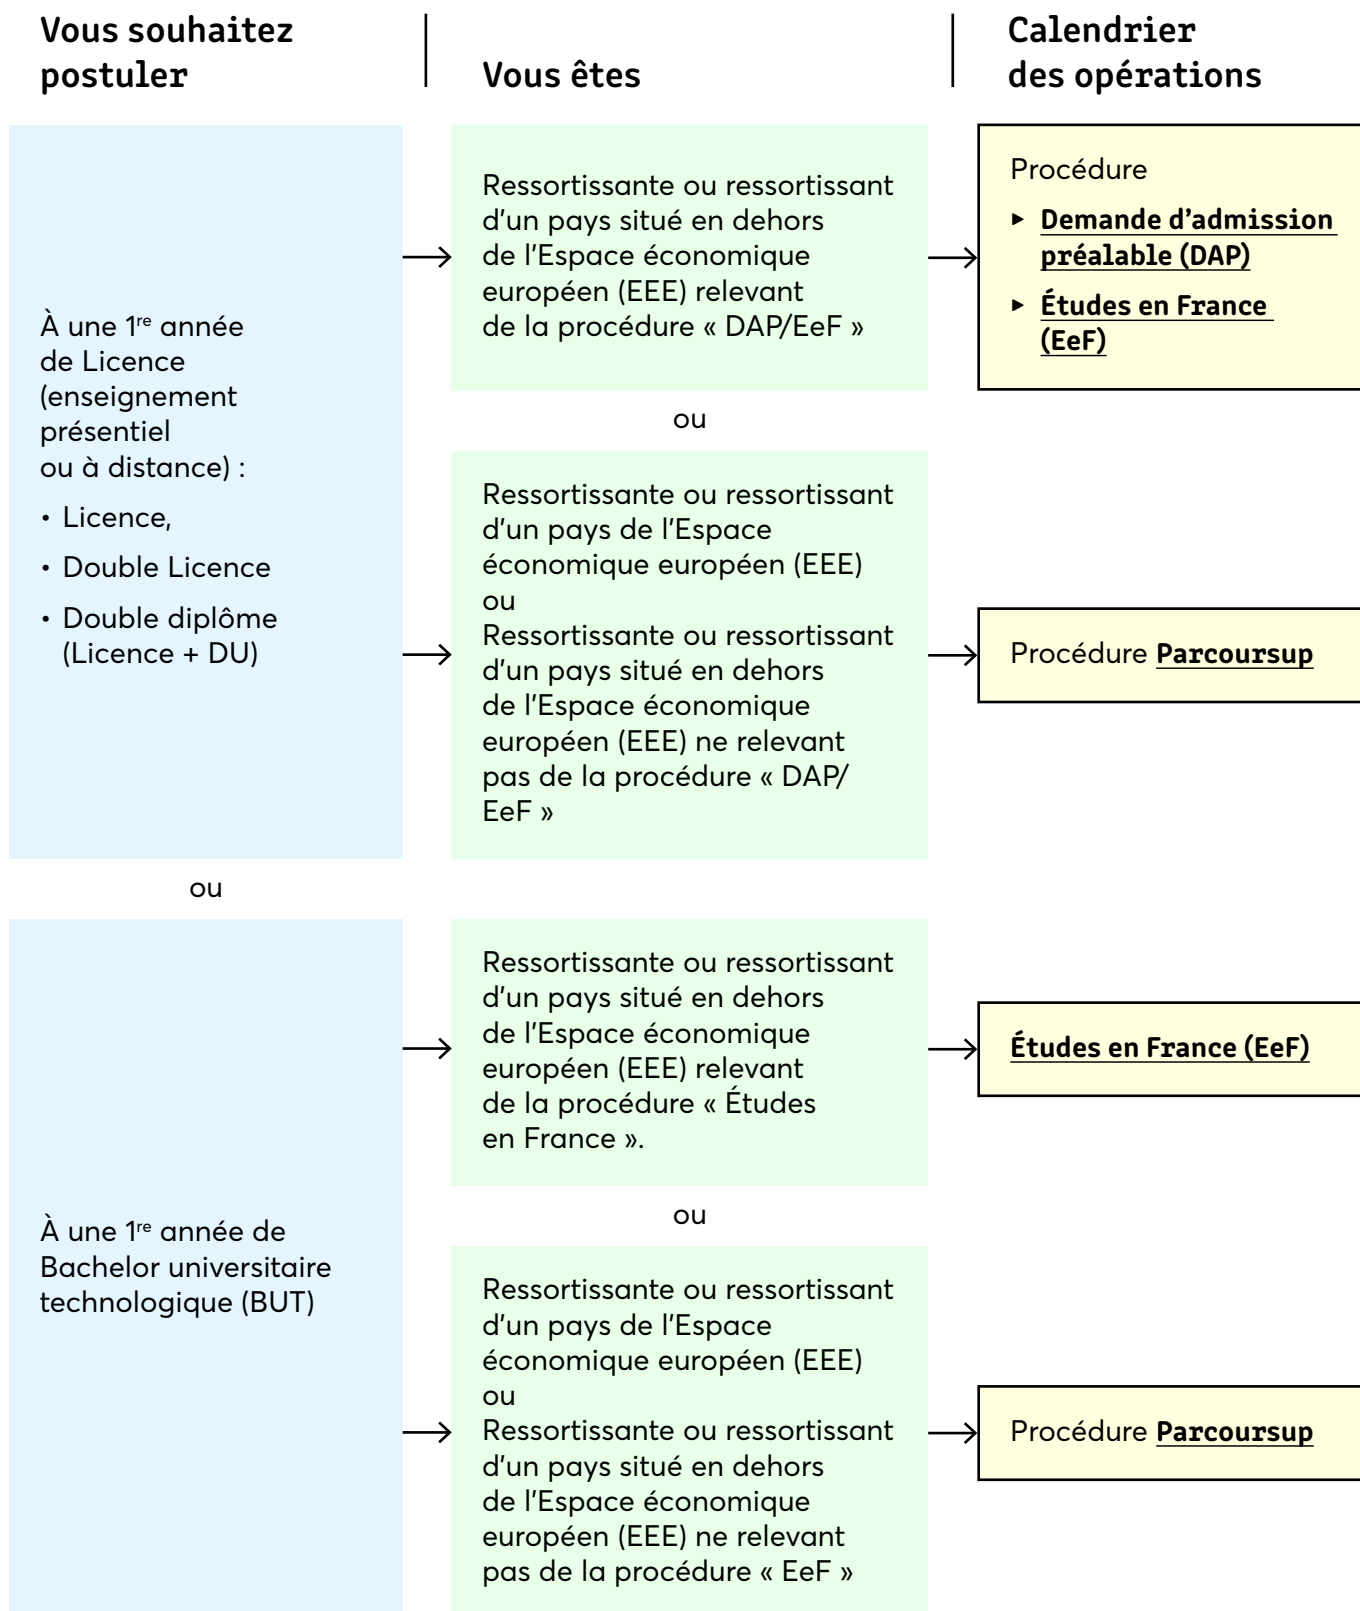 Vous souhaitez
postuler
Vous êtes
Calendrier
des opérations
À une 1re année
de Licence
(enseignement
présentiel
ou à distance) :
• Licence,
• Double Licence
• Double diplôme
(Licence + DU)
Ressortissante ou ressortissant
d'un pays situé en dehors
de l'Espace économique
européen (EEE) relevant
de la procédure « DAP/EeF »
Procédure
▸ Demande d'admission
préalable (DAP)
▸ Études en France
(EeF)
ou
Ressortissante ou ressortissant
d'un pays de l'Espace
économique européen (EEE)
ou
Ressortissante ou ressortissant
d'un pays situé en dehors
de l'Espace économique
européen (EEE) ne relevant
pas de la procédure « DAP/
EeF »
Procédure Parcoursup
ou
À une 1re année de
Bachelor universitaire
technologique (BUT)
Ressortissante ou ressortissant
d'un pays situé en dehors
de l'Espace économique
européen (EEE) relevant
de la procédure « Études
en France ».
Études en France (EeF)
ou
Ressortissante ou ressortissant
d'un pays de l'Espace
économique européen (EEE)
ou
Ressortissante ou ressortissant
d'un pays situé en dehors
de l'Espace économique
européen (EEE) ne relevant
pas de la procédure « EeF »
Procédure Parcoursup